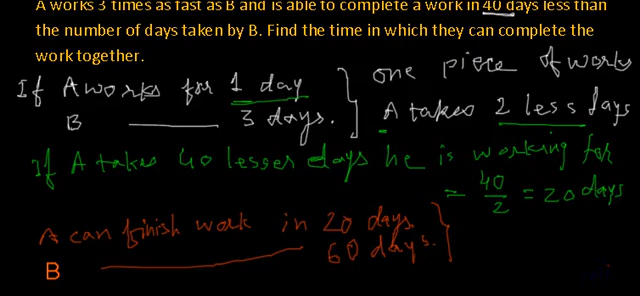 A works 3 times as fast as B and is able to complete a work in 40 days less than
the number of days taken by B. Find the time in which they can complete the
work together.
If A works for 1 day } one piece of works
B ——— 3 days. } A takes 2 less days
If A takes 40 lesser days he is working for
= 40/2 = 20 days
A can finish work in 20 days
B ——— 60 days. }